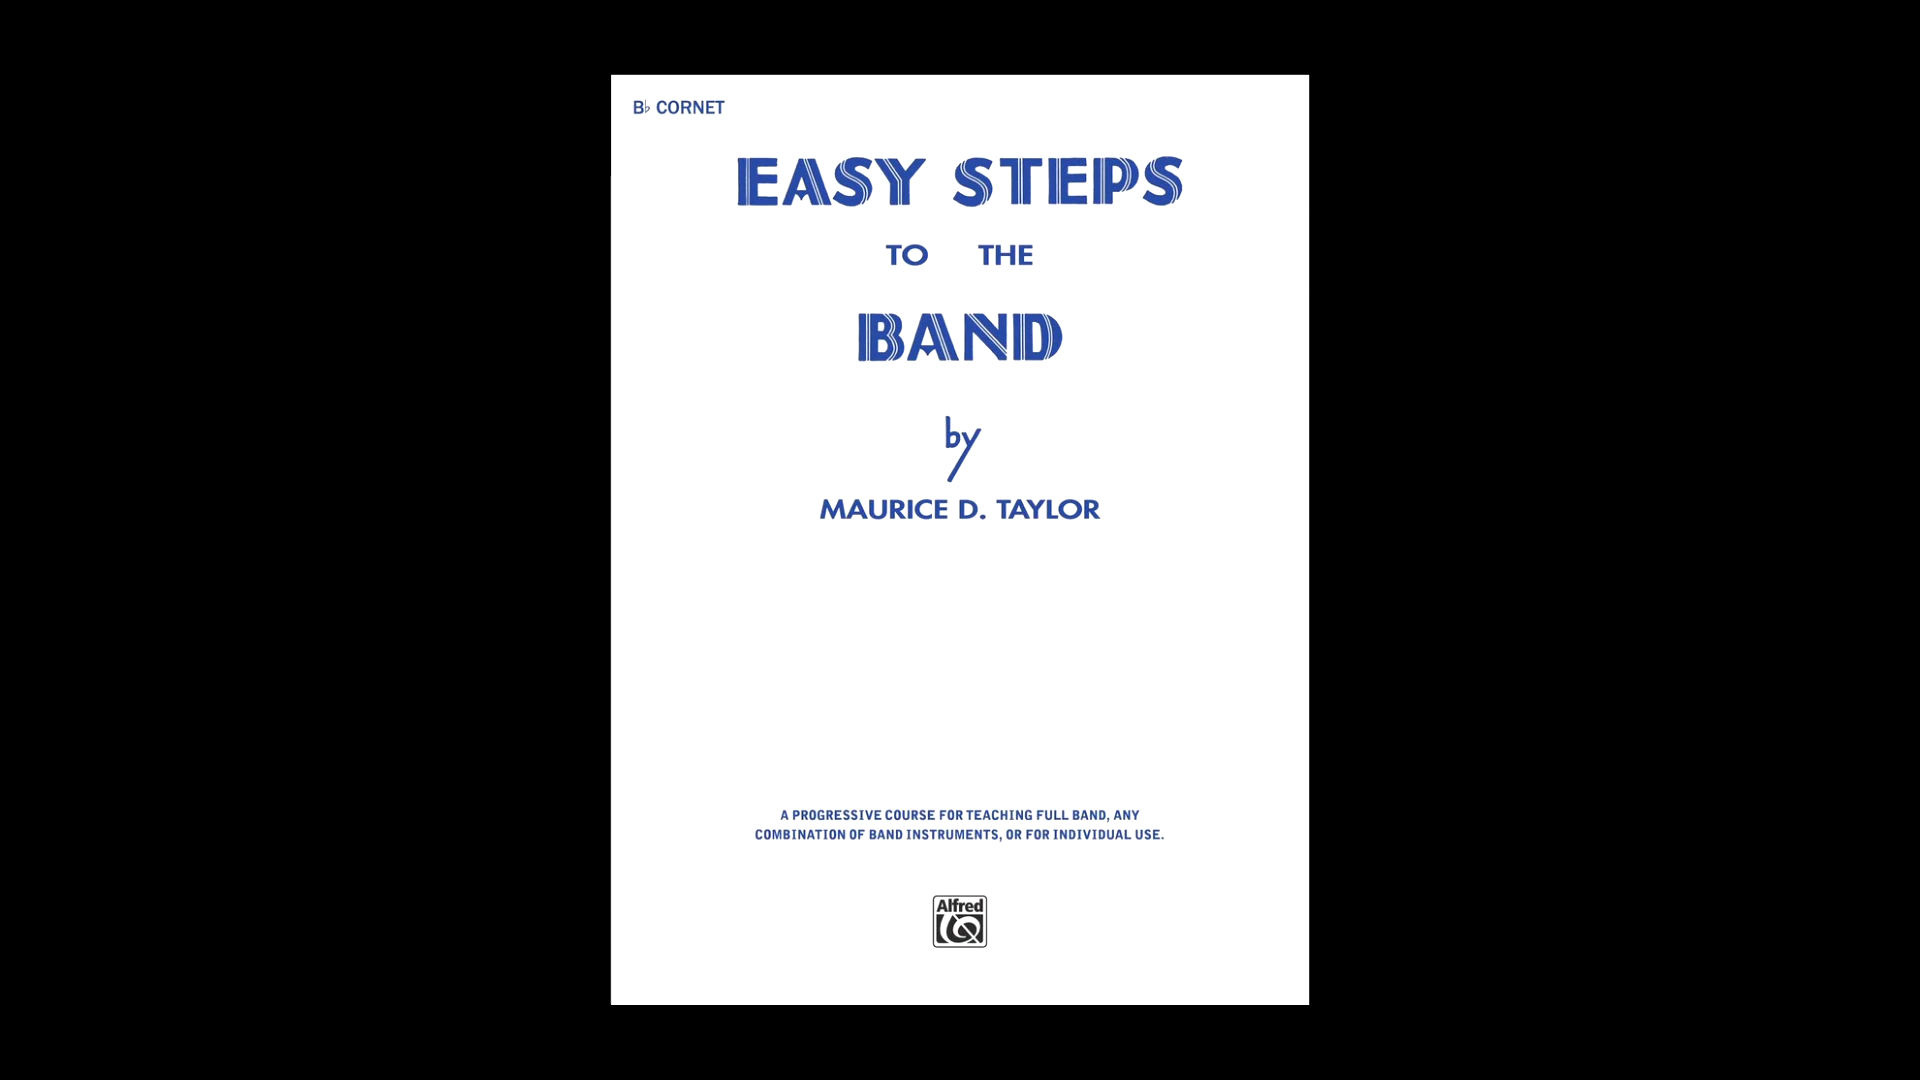 B♭ CORNET
EASY STEPS
TO THE
BAND
by
MAURICE D. TAYLOR
A PROGRESSIVE COURSE FOR TEACHING FULL BAND, ANY
COMBINATION OF BAND INSTRUMENTS, OR FOR INDIVIDUAL USE.
Alfred